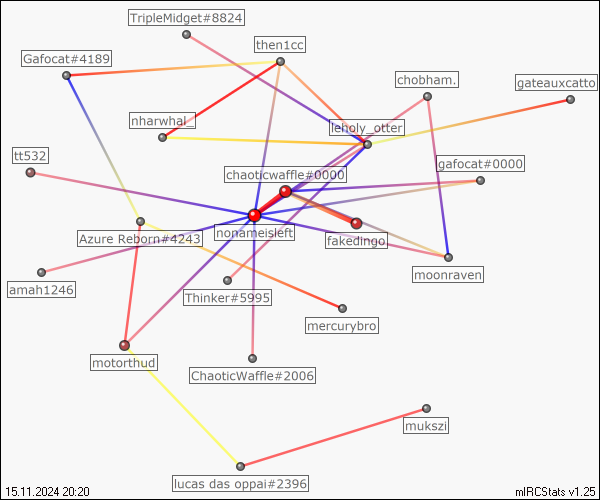 TripleMidget#8824
then1cc
Gafocat#4189
chobham.
gateauxcatto
nharwhal_
leholy_otter
tt532
gafocat#0000
chaoticwaffle#0000
nonameisleft
fakedingo.
Azure Reborn#4243
moonraven
amah1246
Thinker#5995
mercurybro
motorthud
ChaoticWaffle#2006
mukszi
lucas das oppai#2396
15.11.2024 20:20
mIRCStats v1.25